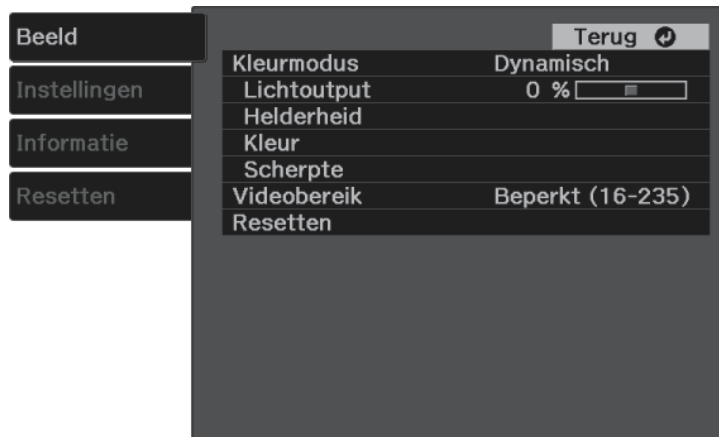 Beeld
Instellingen
Informatie
Resetten
Terug
Kleurmodus Dynamisch
Lichtoutput 0 %
Helderheid
Kleur
Scherpte
Videobereik Beperkt (16-235)
Resetten